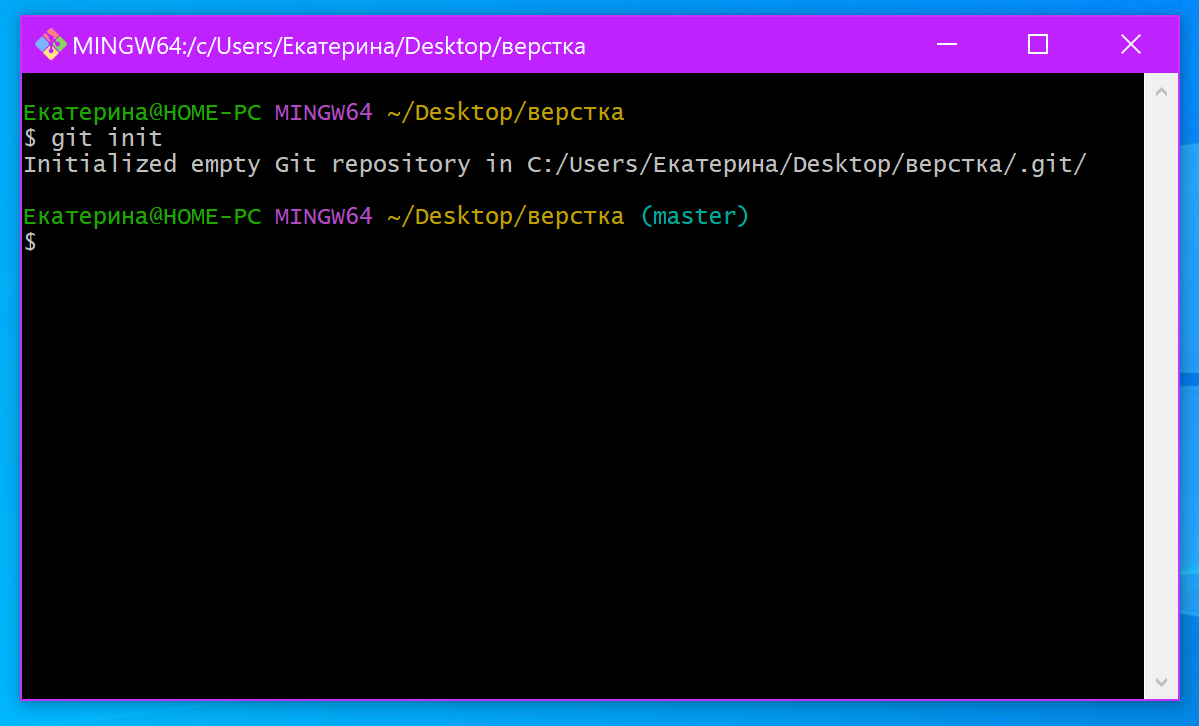 MINGW64:/c/Users/Екатерина/Desktop/верстка
Екатерина@HOME-PC MINGW64 ~/Desktop/верстка
$ git init
Initialized empty Git repository in C:/Users/Екатерина/Desktop/верстка/.git/
Екатерина@HOME-PC MINGW64 ~/Desktop/верстка (master)
$